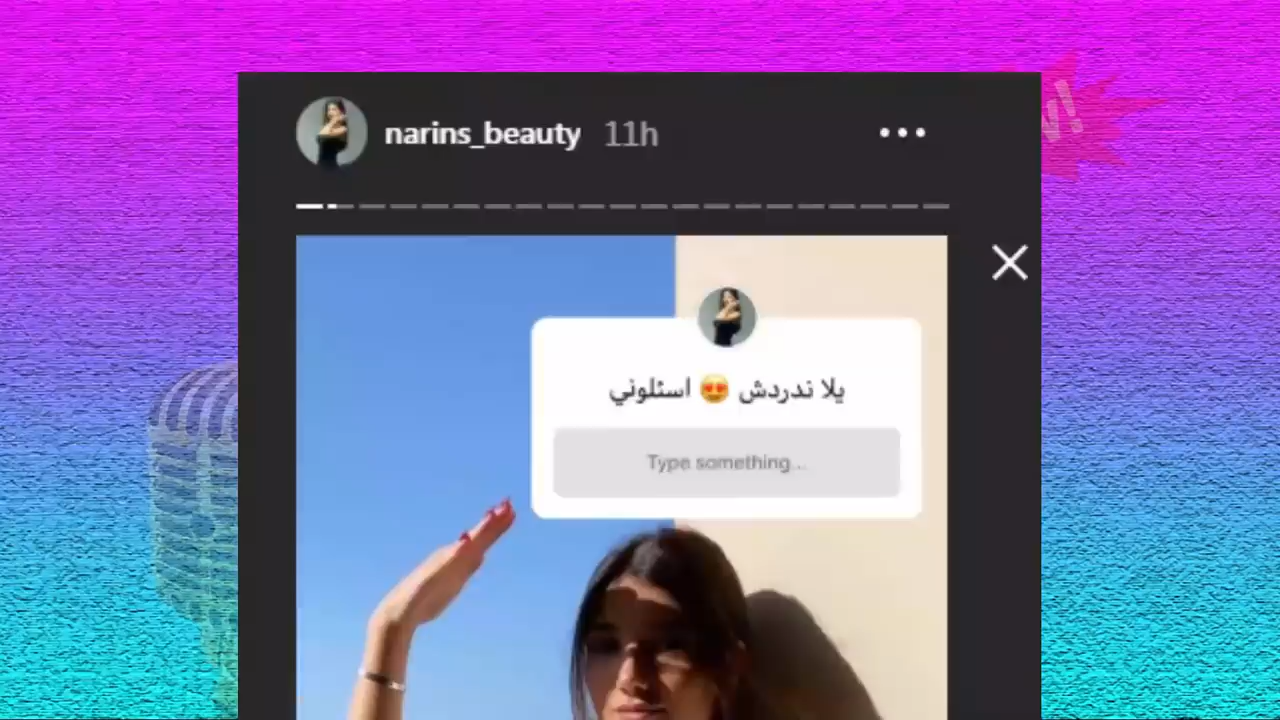 narins_beauty 11h
يلا ندردش 😍 اسئلوني
Type something...